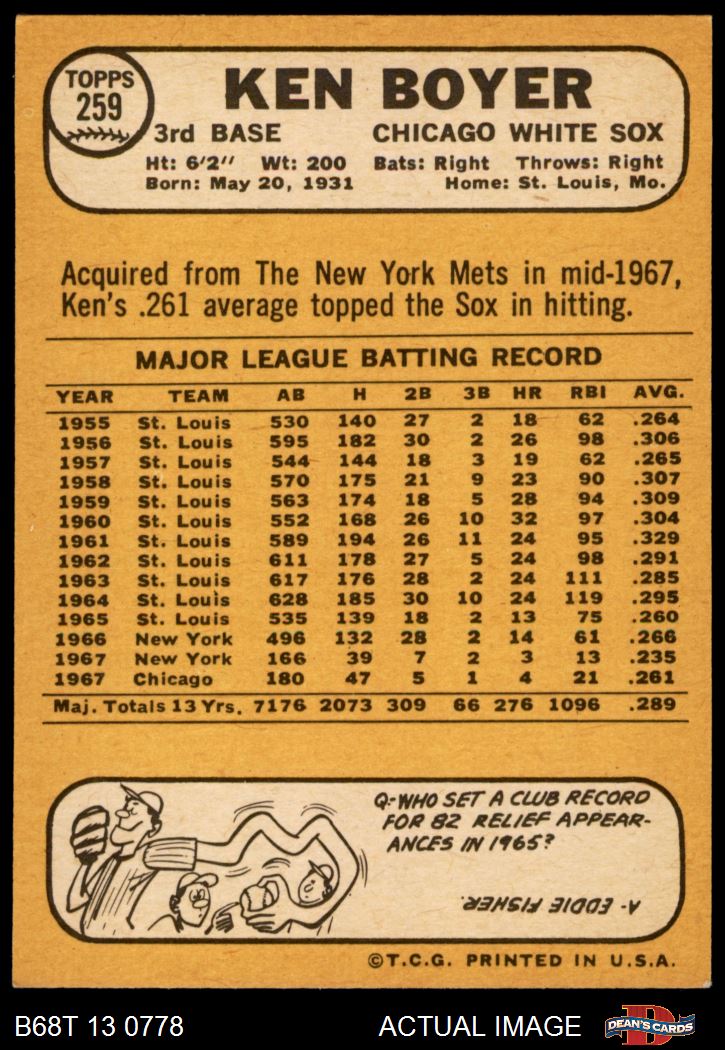 TOPPS
259
KEN BOYER
3rd BASE CHICAGO WHITE SOX
Ht: 6'2" Wt: 200 Bats: Right Throws: Right
Born: May 20, 1931 Home: St. Louis, Mo.
Acquired from The New York Mets in mid-1967,
Ken's .261 average topped the Sox in hitting.
MAJOR LEAGUE BATTING RECORD
YEAR TEAM AB H 2B 3B HR RBI AVG.
1955 St. Louis 530 140 27 2 18 62 .264
1956 St. Louis 595 182 30 2 26 98 .306
1957 St. Louis 544 144 18 3 19 62 .265
1958 St. Louis 570 175 21 9 23 90 .307
1959 St. Louis 563 174 18 5 28 94 .309
1960 St. Louis 552 168 26 10 32 97 .304
1961 St. Louis 589 194 26 11 24 95 .329
1962 St. Louis 611 178 27 5 24 98 .291
1963 St. Louis 617 176 28 2 24 111 .285
1964 St. Louis 628 185 30 10 24 119 .295
1965 St. Louis 535 139 18 2 13 75 .260
1966 New York 496 132 28 2 14 61 .266
1967 New York 166 39 7 2 3 13 .235
1967 Chicago 180 47 5 1 4 21 .261
Maj. Totals 13 Yrs. 7176 2073 309 66 276 1096 .289
Q-WHO SET A CLUB RECORD
FOR 82 RELIEF APPEAR-
ANCES IN 1965?
A- EDDIE FISHER.
©T.C.G. PRINTED IN U.S.A.
B68T 13 0778 ACTUAL IMAGE DEAN'S CARDS